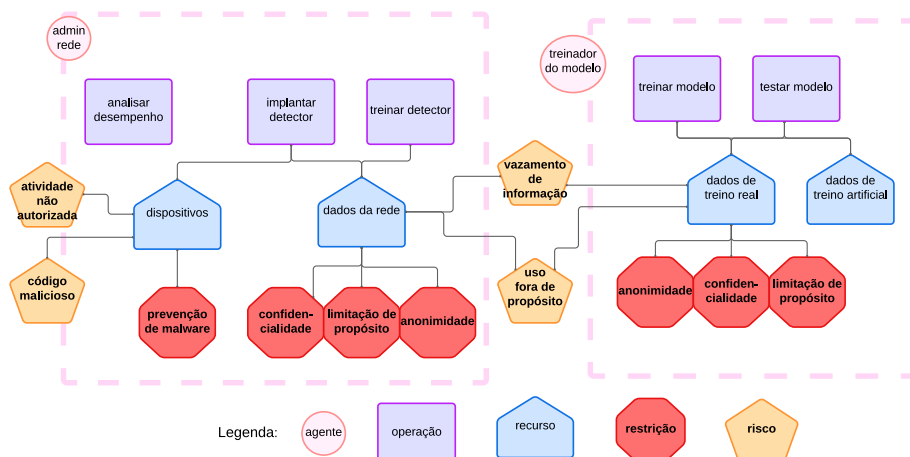 admin
rede
treinador
do modelo
analisar
desempenho
implantar
detector
treinar detector
treinar modelo
testar modelo
atividade
não
autorizada
dispositivos
dados da rede
vazamento
de
informação
dados de
treino real
dados de
treino artificial
código
malicioso
prevenção
de malware
confiden-
cialidade
limitação de
propósito
anonimidade
uso
fora de
propósito
anonimidade
confiden-
cialidade
limitação de
propósito
Legenda:
agente
operação
recurso
restrição
risco